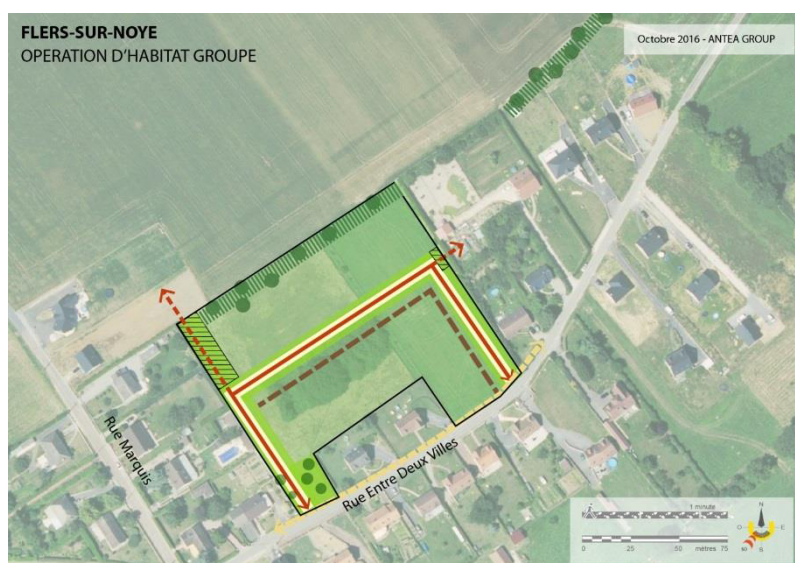 FLERS-SUR-NOYE
OPERATION D'HABITAT GROUPE
Octobre 2016 - ANTEA GROUP
Rue Marquis
Rue Entre Deux Villes
1 minute
0 25 50 mètres 75
N
O E
S